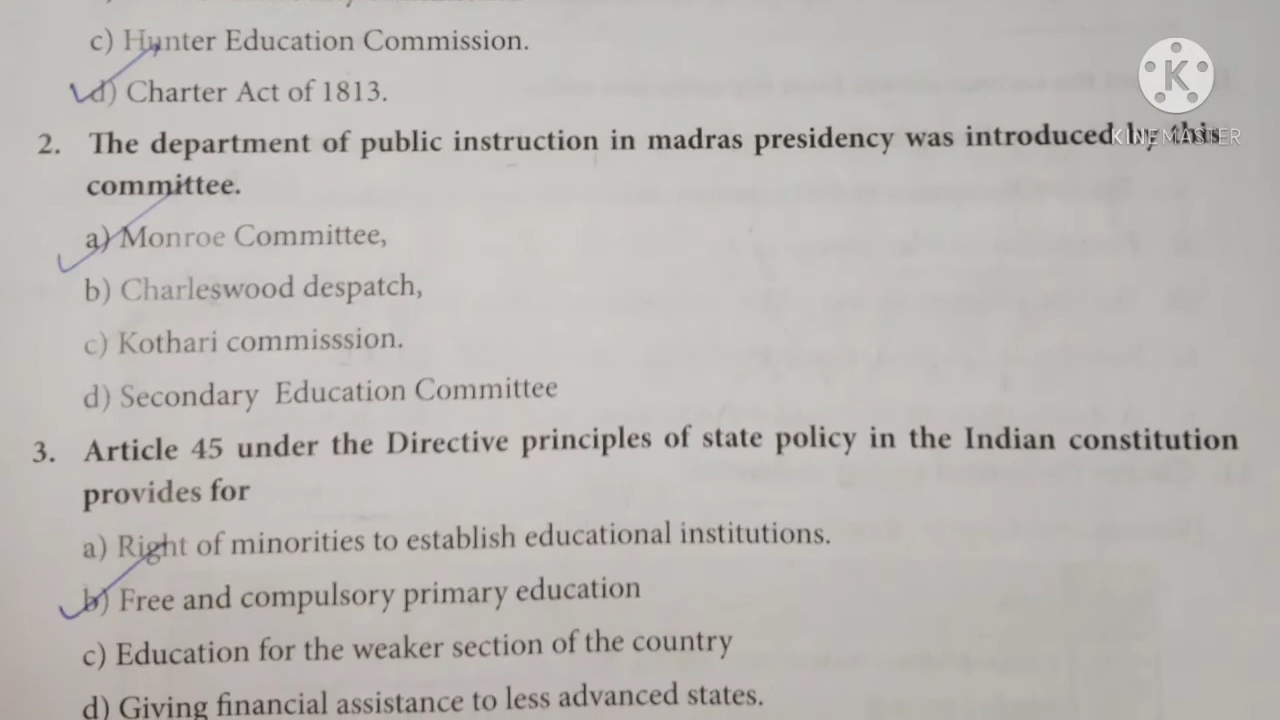 c) Hunter Education Commission.
d) Charter Act of 1813.
2. The department of public instruction in madras presidency was introduced by this
committee.
a) Monroe Committee,
b) Charleswood despatch,
c) Kothari commisssion.
d) Secondary Education Committee
3. Article 45 under the Directive principles of state policy in the Indian constitution
provides for
a) Right of minorities to establish educational institutions.
b) Free and compulsory primary education
c) Education for the weaker section of the country
d) Giving financial assistance to less advanced states.
K
KINEMASTER